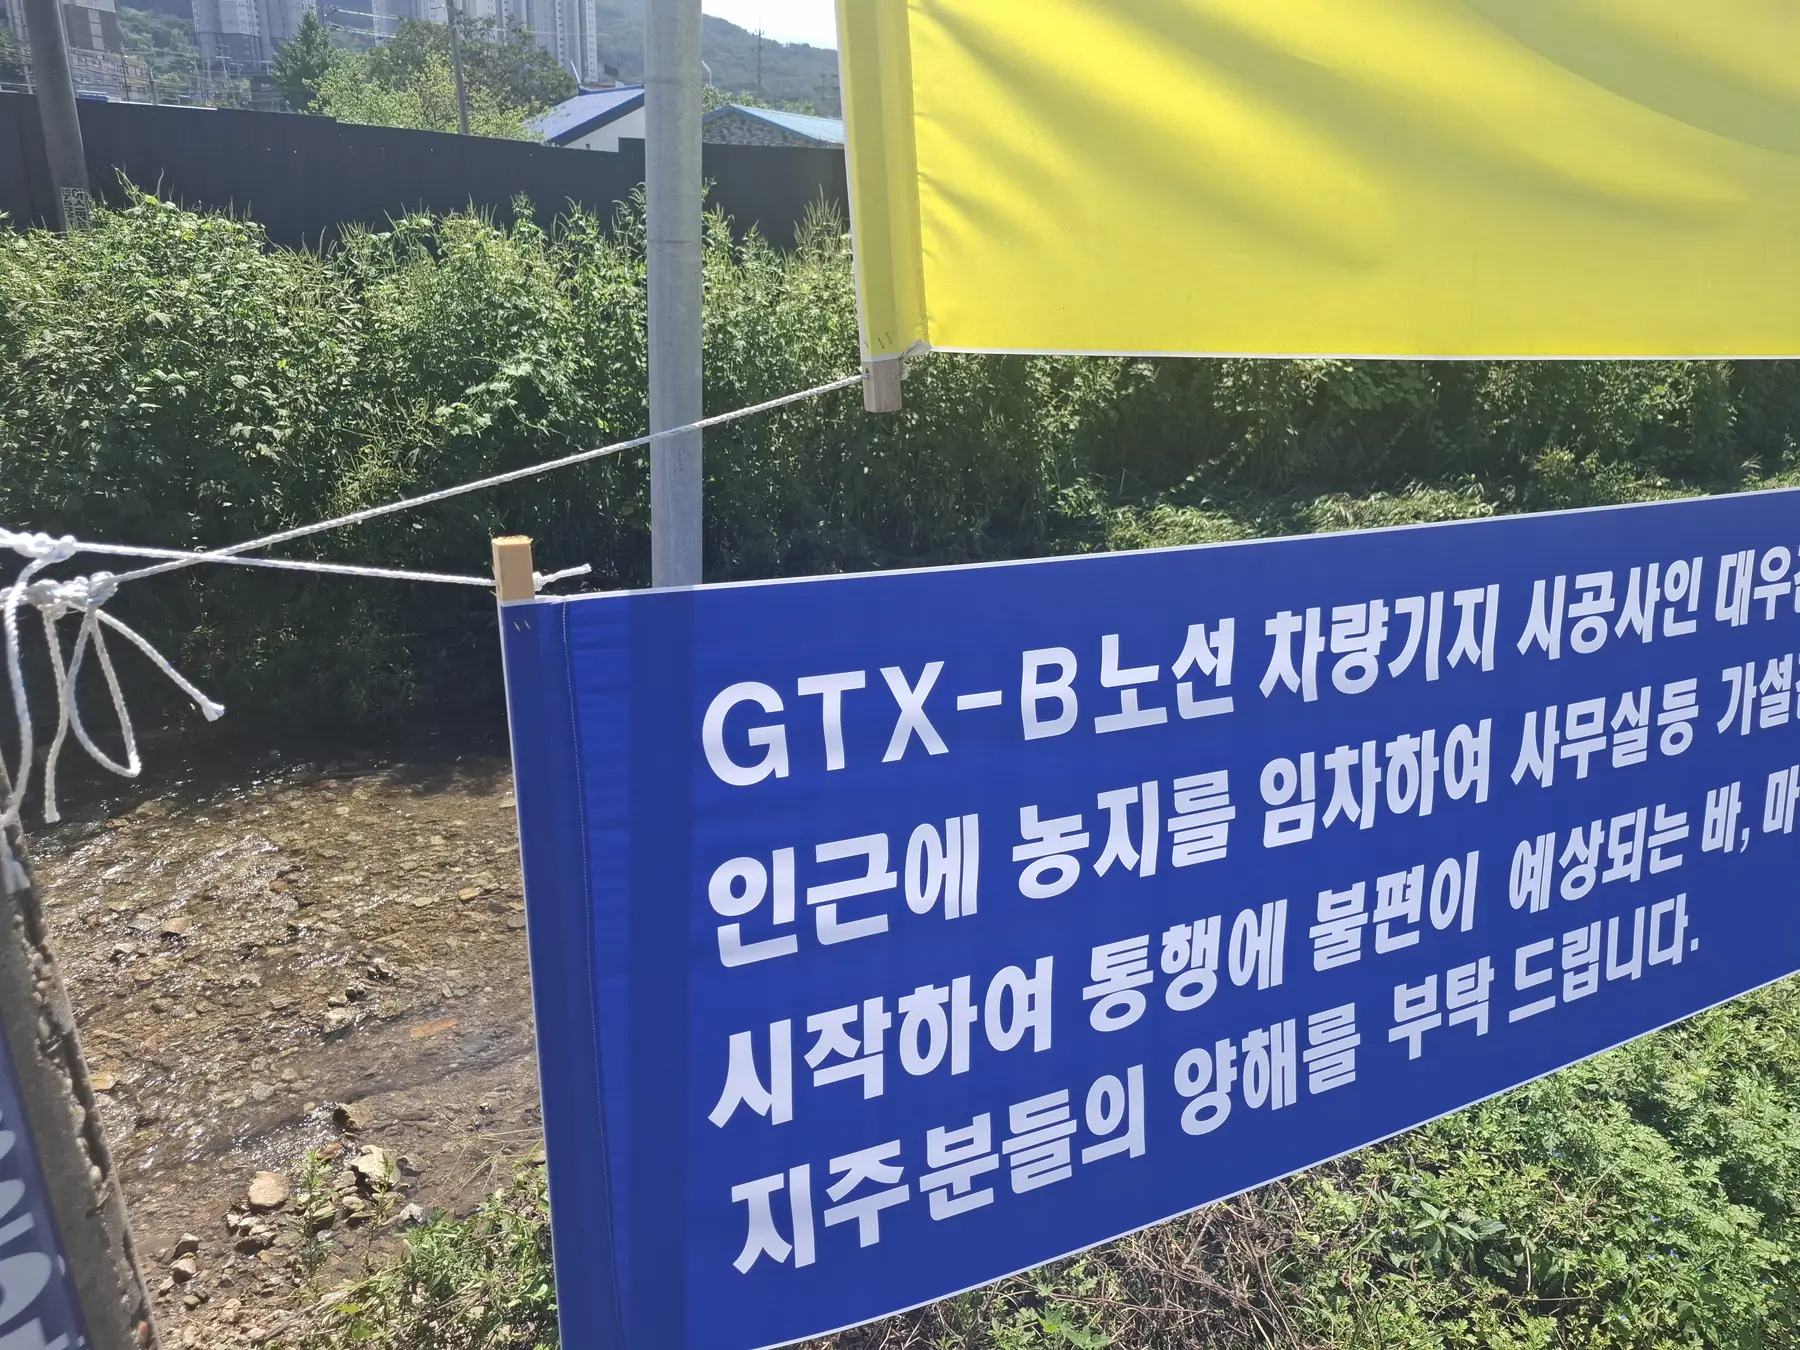 GTX-B노선 차량기지 시공사인 대우
인근에 농지를 임차하여 사무실등 가설
시작하여 통행에 불편이 예상되는 바, 마
지주분들의 양해를 부탁 드립니다.